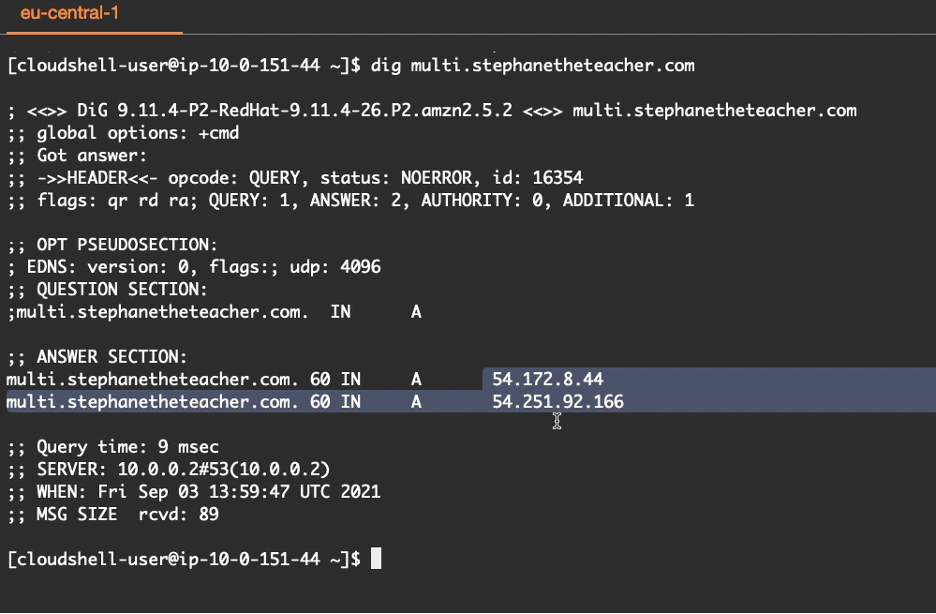 eu-central-1
[cloudshell-user@ip-10-0-151-44 ~]$ dig multi.stephanetheteacher.com
; <<>> DiG 9.11.4-P2-RedHat-9.11.4-26.P2.amzn2.5.2 <<>> multi.stephanetheteacher.com
;; global options: +cmd
;; Got answer:
;; ->>HEADER<<- opcode: QUERY, status: NOERROR, id: 16354
;; flags: qr rd ra; QUERY: 1, ANSWER: 2, AUTHORITY: 0, ADDITIONAL: 1
;; OPT PSEUDOSECTION:
; EDNS: version: 0, flags:; udp: 4096
;; QUESTION SECTION:
;multi.stephanetheteacher.com. IN A
;; ANSWER SECTION:
multi.stephanetheteacher.com. 60 IN A 54.172.8.44
multi.stephanetheteacher.com. 60 IN A 54.251.92.166
;; Query time: 9 msec
;; SERVER: 10.0.0.2#53(10.0.0.2)
;; WHEN: Fri Sep 03 13:59:47 UTC 2021
;; MSG SIZE rcvd: 89
[cloudshell-user@ip-10-0-151-44 ~]$